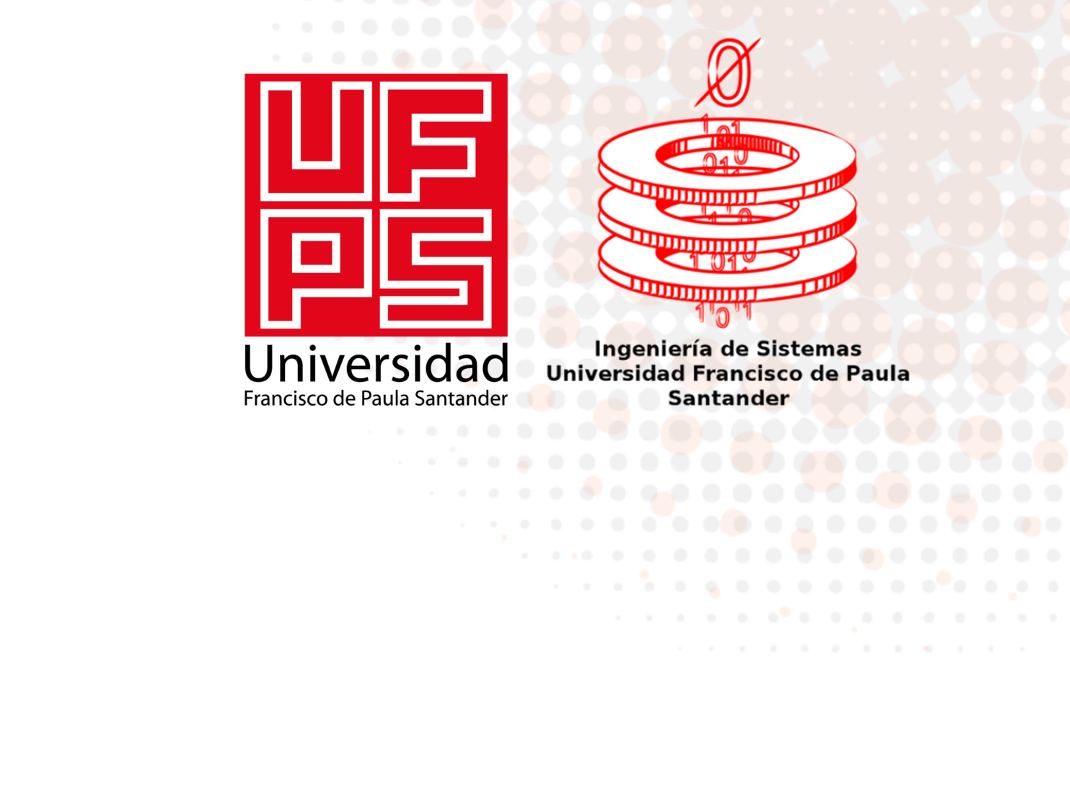 UF
PS
Universidad
Francisco de Paula Santander
Ingeniería de Sistemas
Universidad Francisco de Paula
Santander